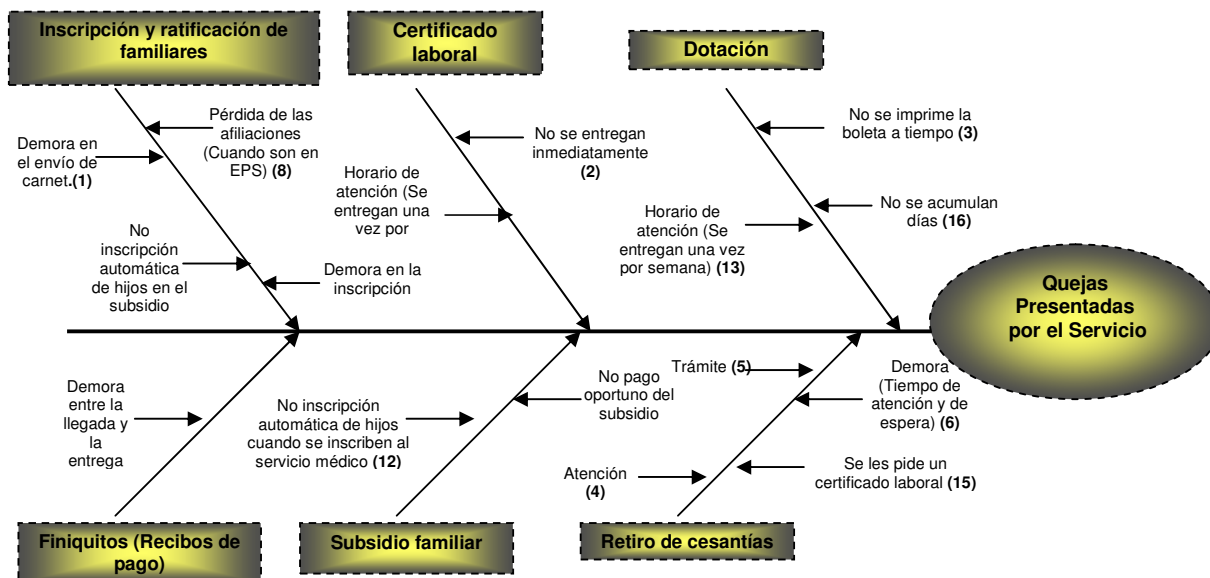 Inscripción y ratificación de
familiares
Certificado
laboral
Dotación
Pérdida de las
afiliaciones
(Cuando son en
EPS) (8)
Demora en
el envío de
carnet.(1)
No
inscripción
automática
de hijos en el
subsidio
Demora en la
inscripción
No se entregan
inmediatamente
(2)
Horario de
atención (Se
entregan una
vez por
No se imprime la
boleta a tiempo (3)
No se acumulan
días (16)
Horario de
atención (Se
entregan una vez
por semana) (13)
Quejas
Presentadas
por el Servicio
Demora
entre la
llegada y
la
entrega
No inscripción
automática de hijos
cuando se inscriben al
servicio médico (12)
No pago
oportuno del
subsidio
Trámite (5)
Demora
(Tiempo de
atención y de
espera) (6)
Atención
(4)
Se les pide un
certificado laboral (15)
Finiquitos (Recibos de
pago)
Subsidio familiar
Retiro de cesantías